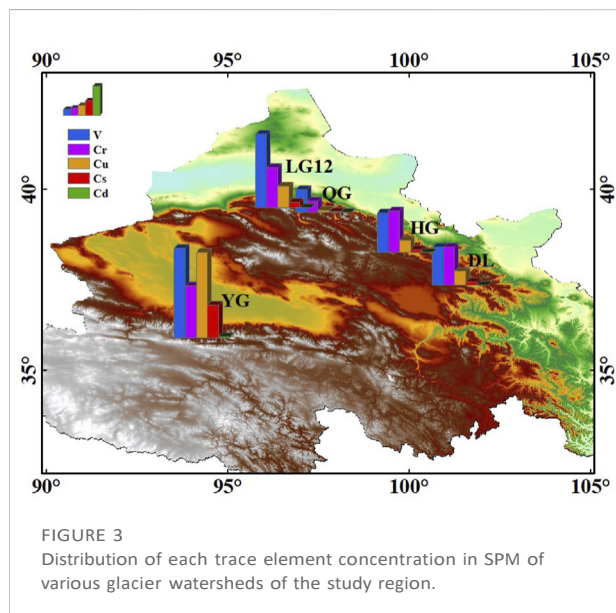 90° 95° 100° 105°
V
Cr
Cu
Cs
Cd
40° 40°
LG12
QG
HG
DL
YG
35° 35°
90° 95° 100° 105°
FIGURE 3
Distribution of each trace element concentration in SPM of
various glacier watersheds of the study region.